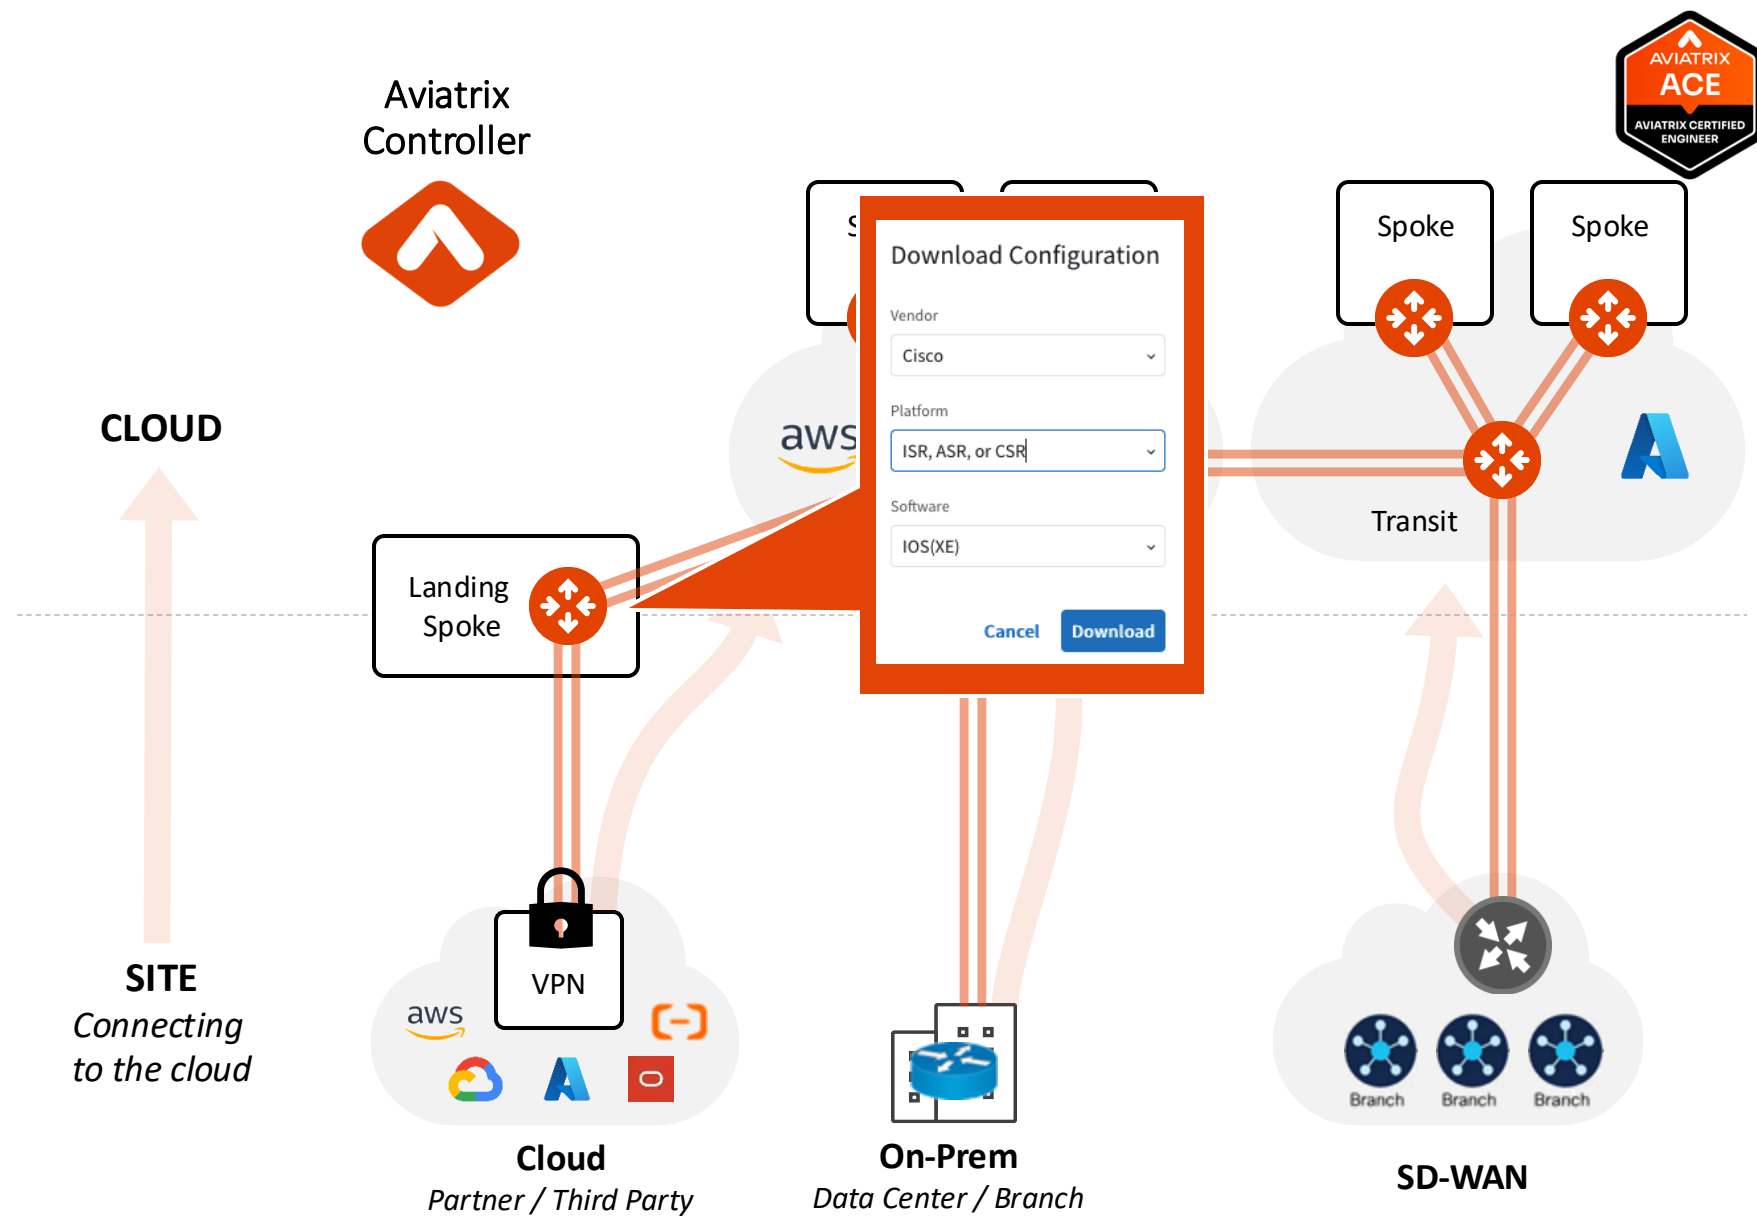 AVIATRIX
ACE
AVIATRIX CERTIFIED
ENGINEER
Aviatrix
Controller
Spoke
Spoke
Download Configuration
Vendor
Cisco
Platform
ISR, ASR, or CSR
Software
IOS(XE)
Cancel
Download
aws
CLOUD
Transit
Landing
Spoke
SITE
Connecting
to the cloud
VPN
aws
Branch
Branch
Branch
Cloud
Partner / Third Party
On-Prem
Data Center / Branch
SD-WAN